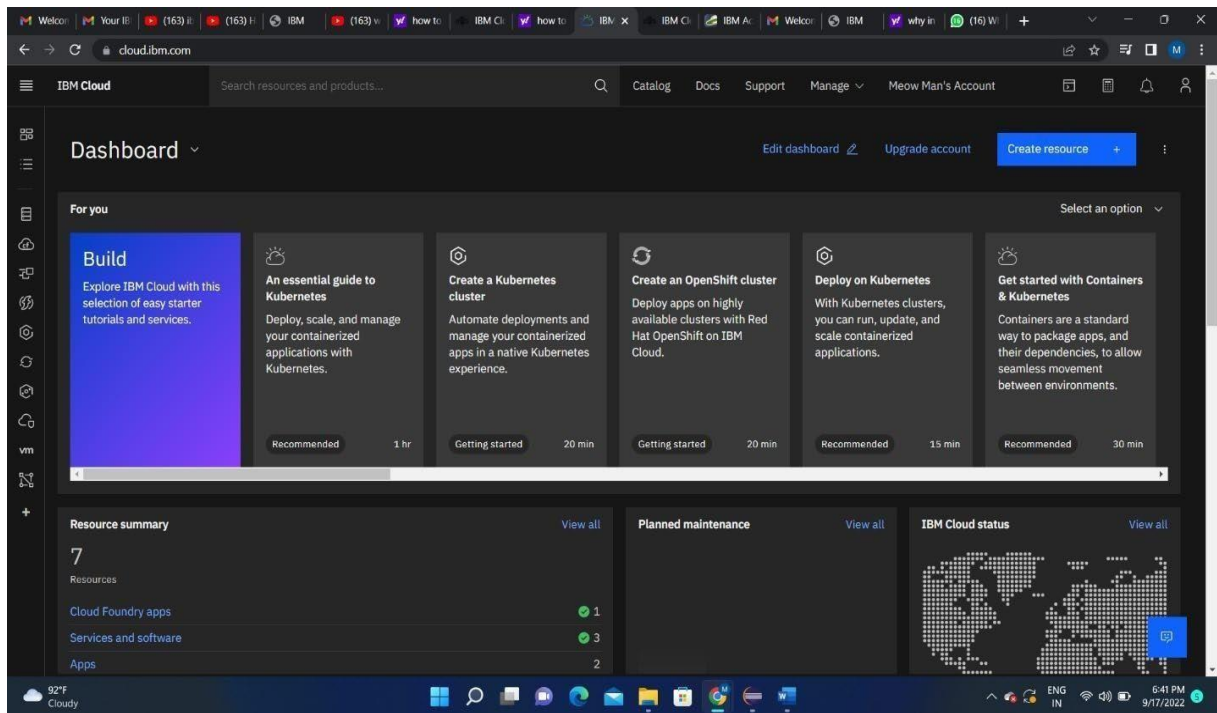 Welcon
Your IB
(163) it
(163) H
IBM
(163) w
how to
IBM Cl
how to
IBM
IBM Cl
IBM Ac
Welcor
IBM
why in
(16) W
cloud.ibm.com
M
IBM Cloud
Search resources and products...
Catalog
Docs
Support
Manage
Meow Man's Account
Dashboard
Edit dashboard
Upgrade account
Create resource +
For you
Select an option
Build
Explore IBM Cloud with this
selection of easy starter
tutorials and services.
An essential guide to
Kubernetes
Deploy, scale, and manage
your containerized
applications with
Kubernetes.
Recommended 1 hr
Create a Kubernetes
cluster
Automate deployments and
manage your containerized
apps in a native Kubernetes
experience.
Getting started 20 min
Create an OpenShift cluster
Deploy apps on highly
available clusters with Red
Hat OpenShift on IBM
Cloud.
Getting started 20 min
Deploy on Kubernetes
With Kubernetes clusters,
you can run, update, and
scale containerized
applications.
Recommended 15 min
Get started with Containers
& Kubernetes
Containers are a standard
way to package apps, and
their dependencies, to allow
seamless movement
between environments.
Recommended 30 min
vm
Resource summary
View all
7
Resources
Cloud Foundry apps 1
Services and software 3
Apps 2
Planned maintenance
View all
IBM Cloud status
View all
92°F
Cloudy
ENG
IN
6:41 PM
9/17/2022